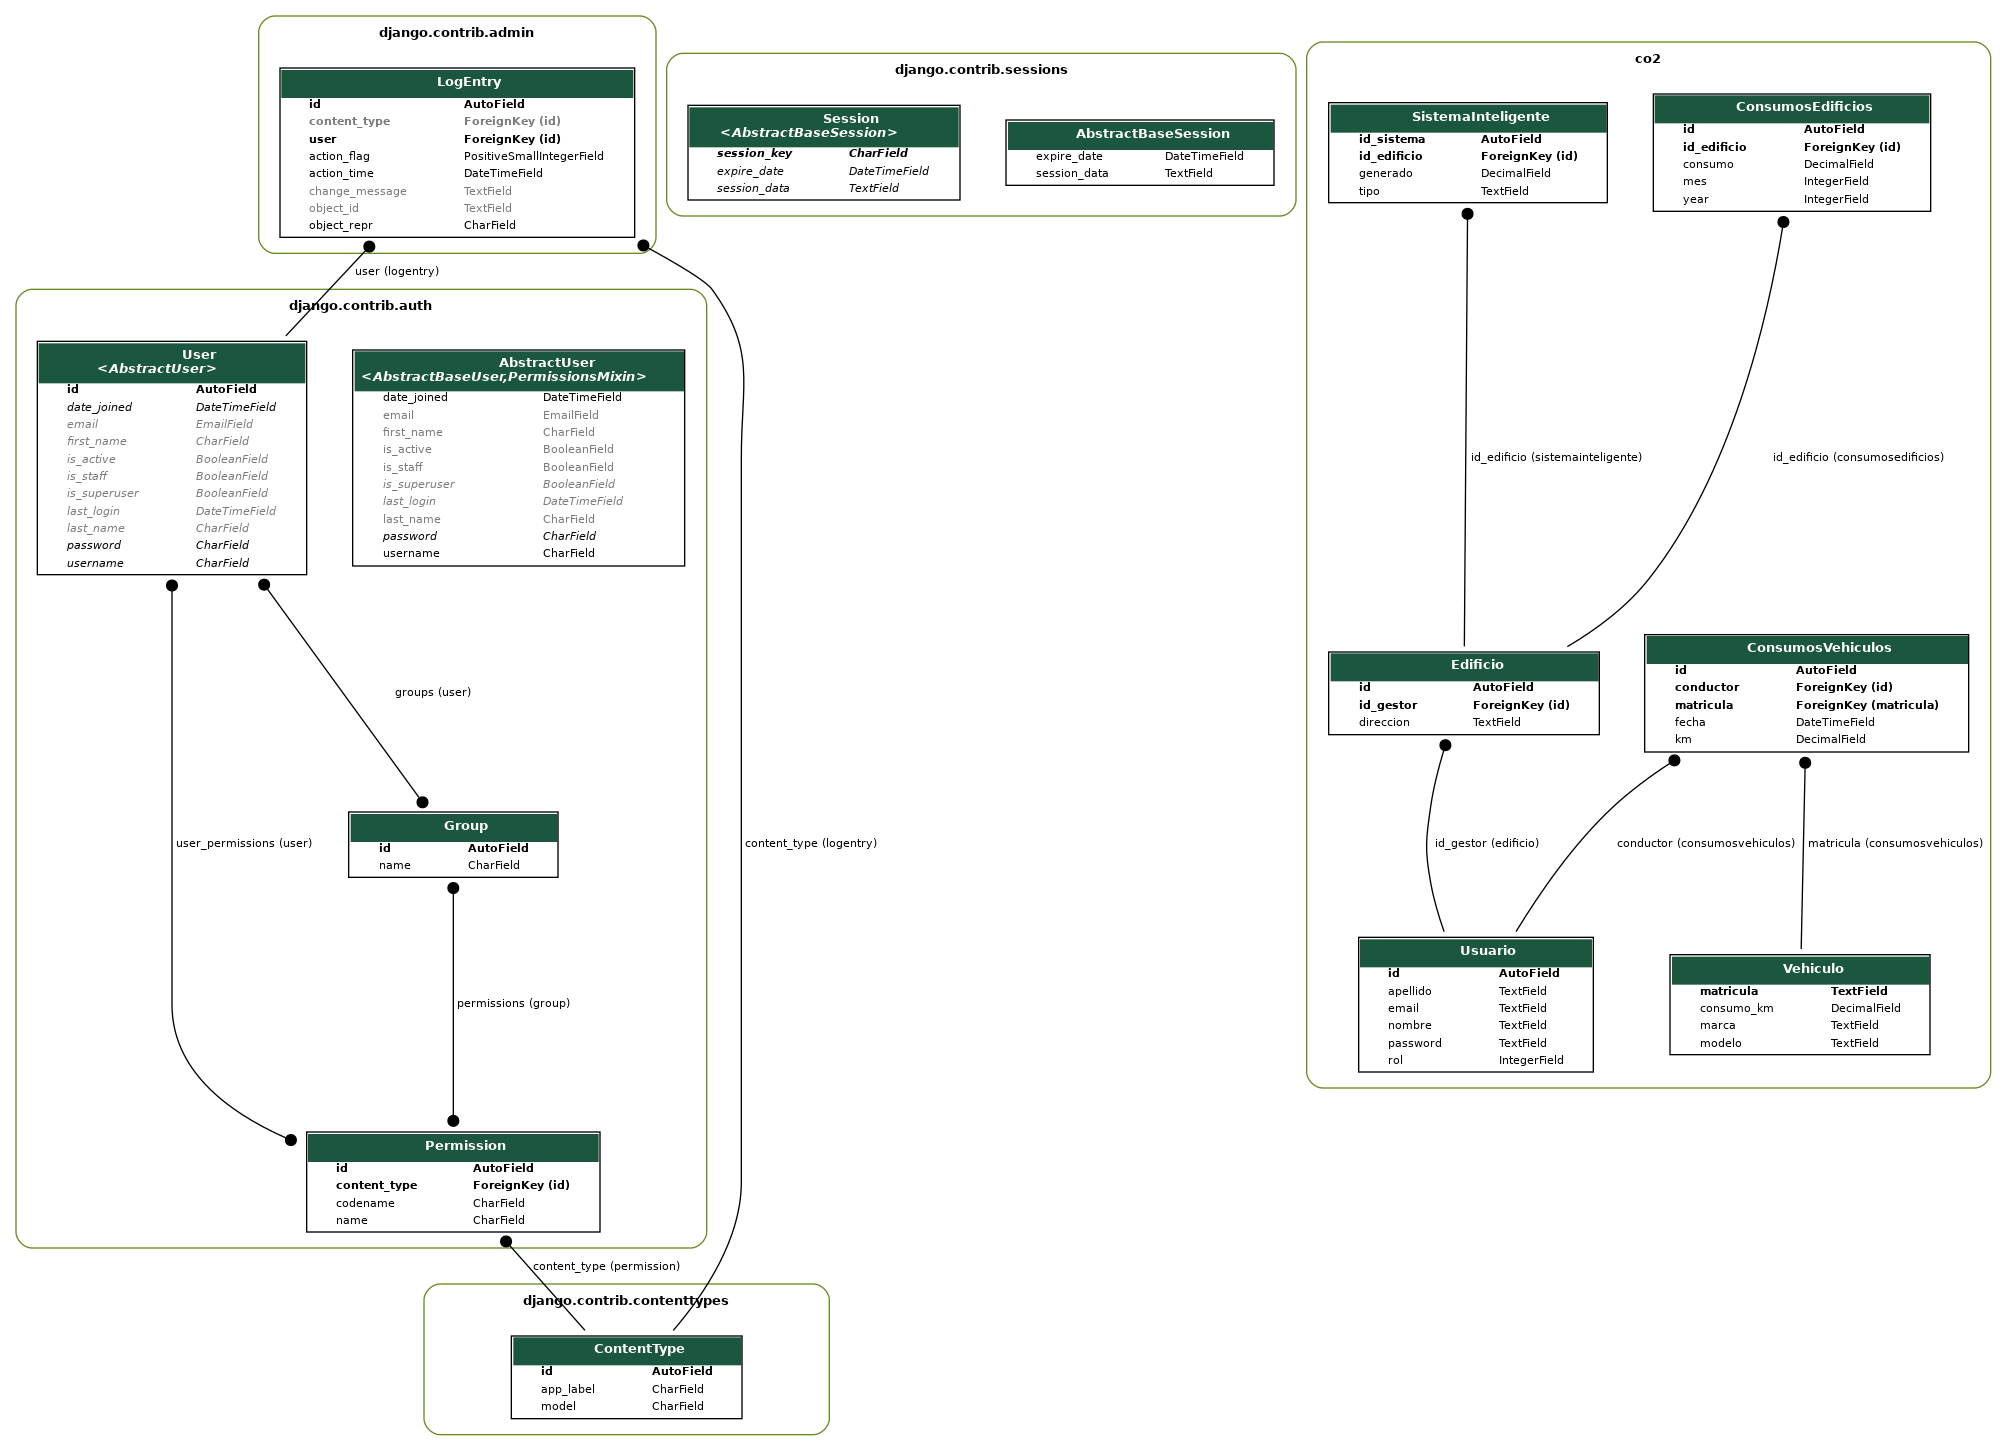 django.contrib.admin
LogEntry
id AutoField
content_type ForeignKey (id)
user ForeignKey (id)
action_flag PositiveSmallIntegerField
action_time DateTimeField
change_message TextField
object_id TextField
object_repr CharField
user (logentry)
django.contrib.sessions
Session
<AbstractBaseSession>
session_key CharField
expire_date DateTimeField
session_data TextField
AbstractBaseSession
expire_date DateTimeField
session_data TextField
django.contrib.auth
User
<AbstractUser>
id AutoField
date_joined DateTimeField
email EmailField
first_name CharField
is_active BooleanField
is_staff BooleanField
is_superuser BooleanField
last_login DateTimeField
last_name CharField
password CharField
username CharField
AbstractUser
<AbstractBaseUser,PermissionsMixin>
date_joined DateTimeField
email EmailField
first_name CharField
is_active BooleanField
is_staff BooleanField
is_superuser BooleanField
last_login DateTimeField
last_name CharField
password CharField
username CharField
groups (user)
Group
id AutoField
name CharField
user_permissions (user)
content_type (logentry)
permissions (group)
Permission
id AutoField
content_type ForeignKey (id)
codename CharField
name CharField
content_type (permission)
django.contrib.contenttypes
ContentType
id AutoField
app_label CharField
model CharField
co2
SistemaInteligente
id_sistema AutoField
id_edificio ForeignKey (id)
generado DecimalField
tipo TextField
ConsumosEdificios
id AutoField
id_edificio ForeignKey (id)
consumo DecimalField
mes IntegerField
year IntegerField
id_edificio (sistemainteligente)
id_edificio (consumosedificios)
Edificio
id AutoField
id_gestor ForeignKey (id)
direccion TextField
ConsumosVehiculos
id AutoField
conductor ForeignKey (id)
matricula ForeignKey (matricula)
fecha DateTimeField
km DecimalField
id_gestor (edificio)
conductor (consumosvehiculos)
matricula (consumosvehiculos)
Usuario
id AutoField
apellido TextField
email TextField
nombre TextField
password TextField
rol IntegerField
Vehiculo
matricula TextField
consumo_km DecimalField
marca TextField
modelo TextField